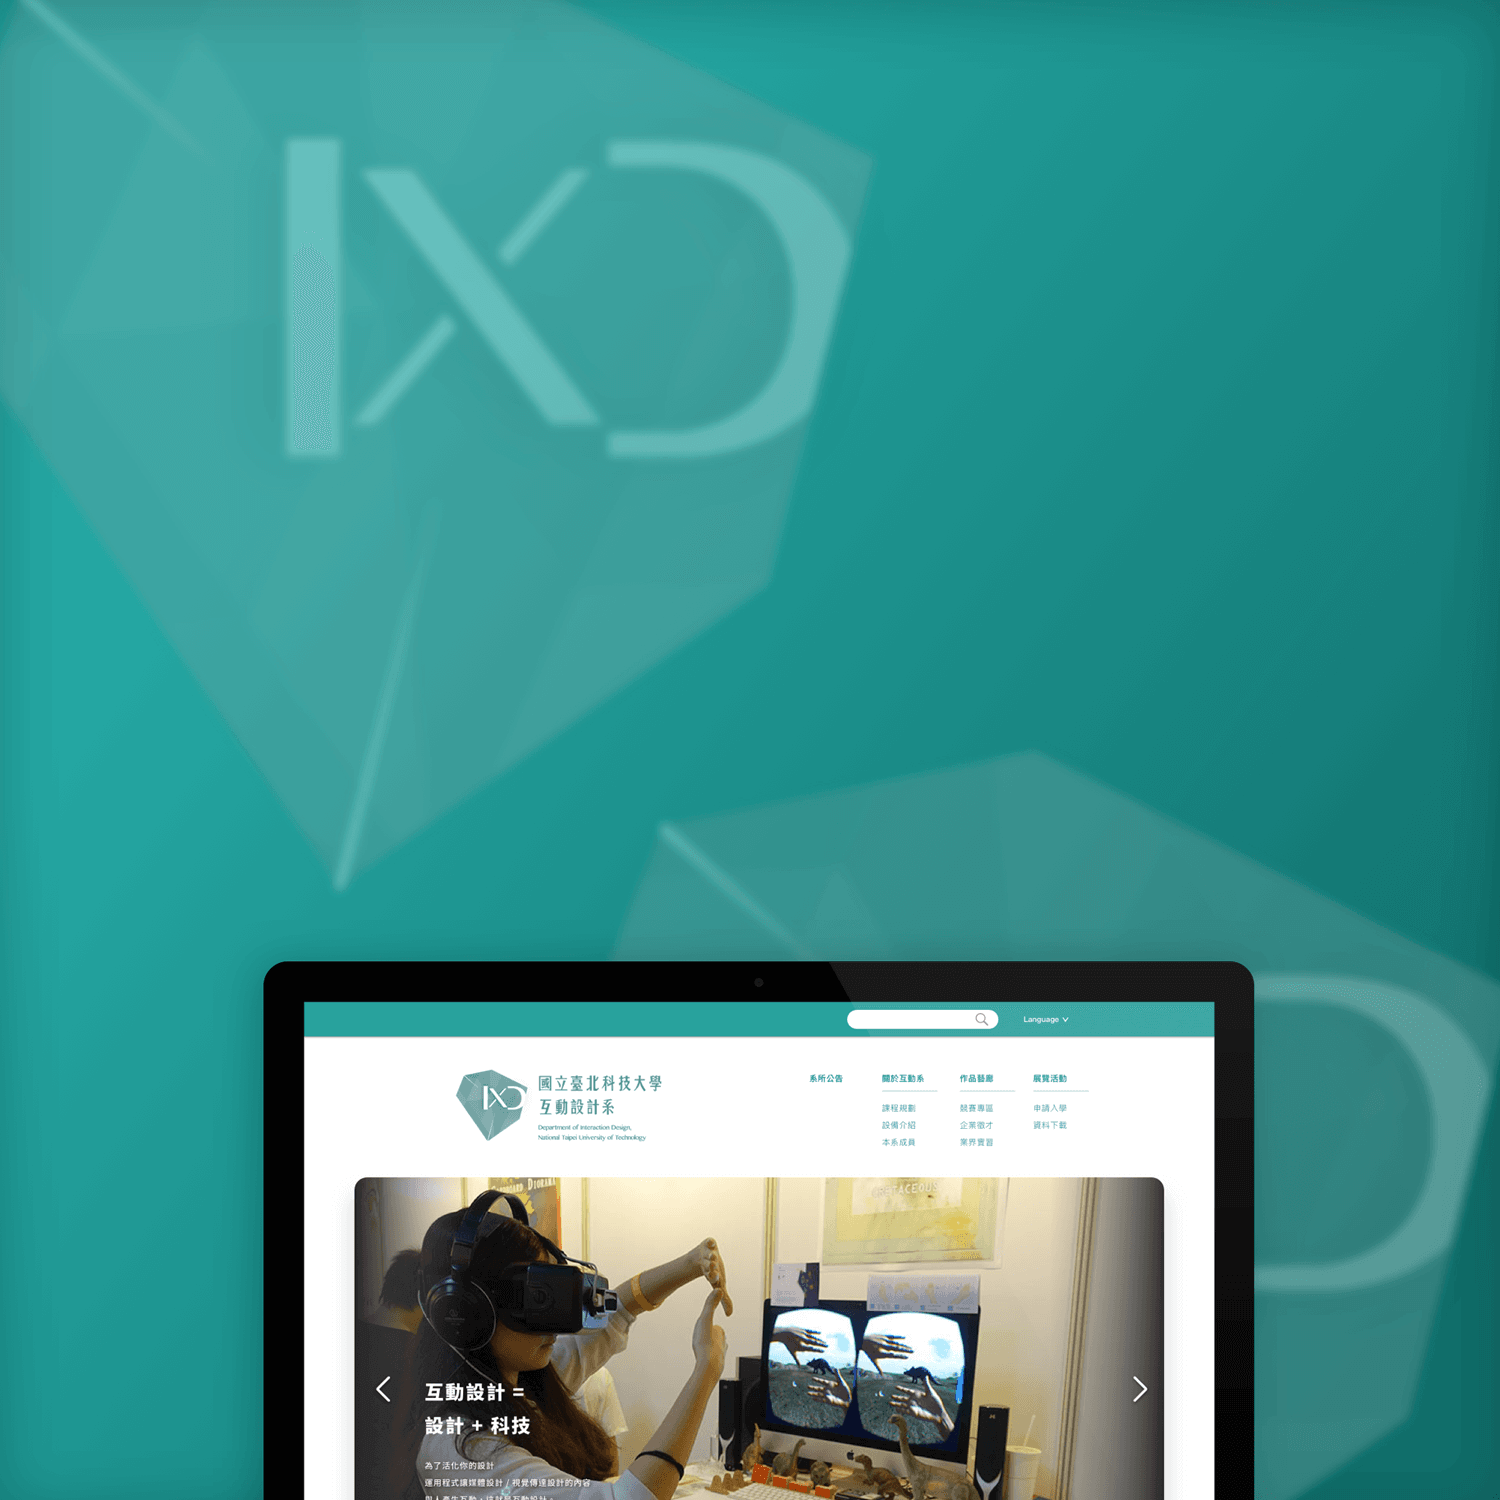 IXD
Language
IXD
國立臺北科技大學
互動設計系
Department of Interaction Design,
National Taipei University of Technology
系所公告
關於互動系
課程規劃
設備介紹
本系成員
作品藝廊
競賽專區
企業徵才
業界實習
展覽活動
申請入學
資料下載
互動設計 =
設計 + 科技
為了活化你的設計
運用程式讓媒體設計 / 視覺傳達設計的內容
與人產生互動，這就是互動設計。